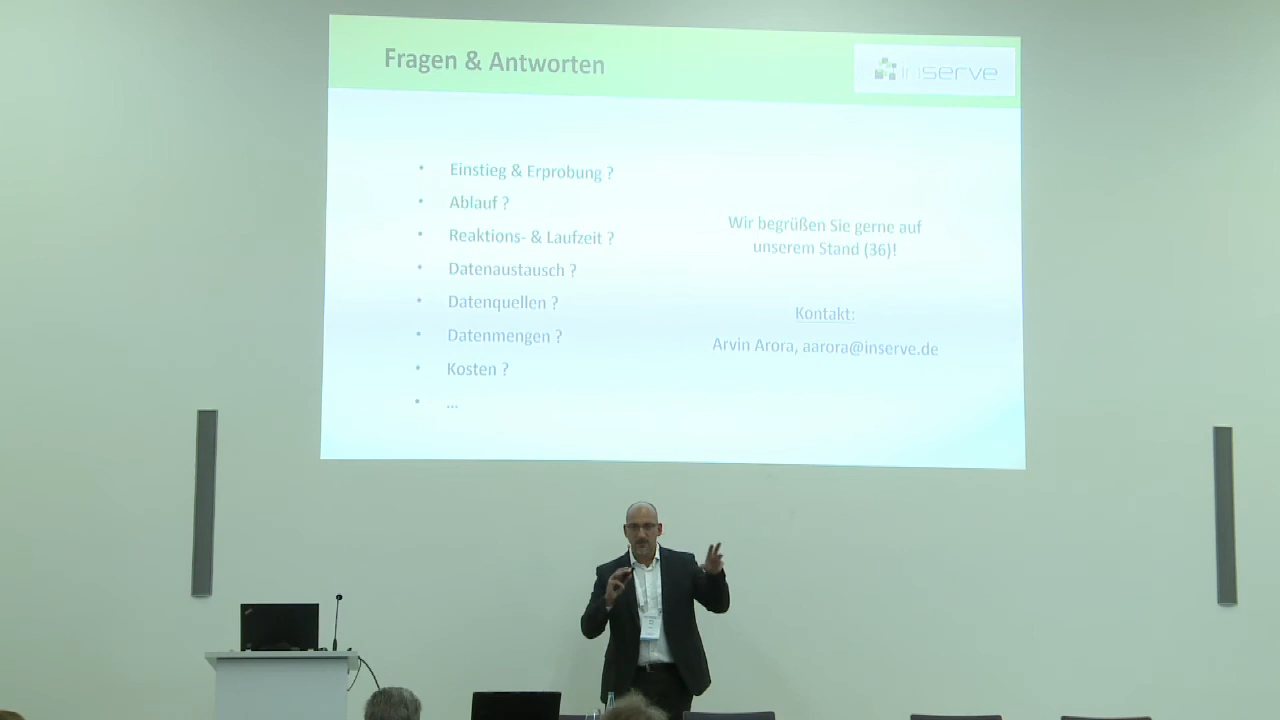 Fragen & Antworten
inserve
• Einstieg & Erprobung ?
• Ablauf ?
• Reaktions- & Laufzeit ?
• Datenaustausch ?
• Datenquellen ?
• Datenmengen ?
• Kosten ?
• ...
Wir begrüßen Sie gerne auf
unserem Stand (36)!
Kontakt:
Arvin Arora, aarora@inserve.de